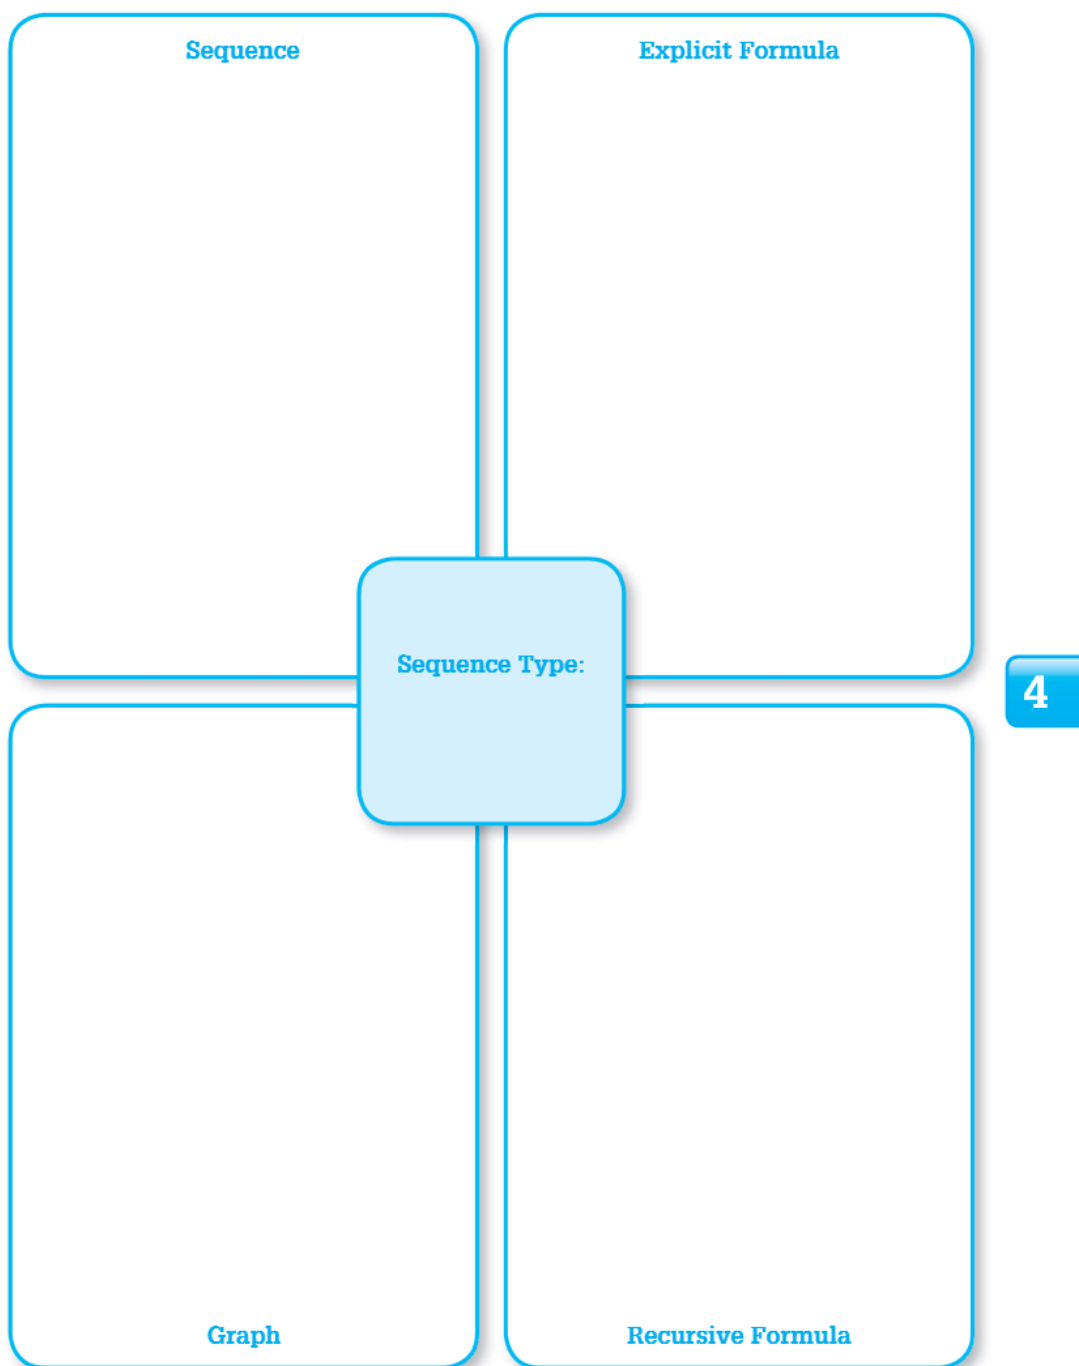 Sequence
Explicit Formula
Sequence Type:
4
Graph
Recursive Formula